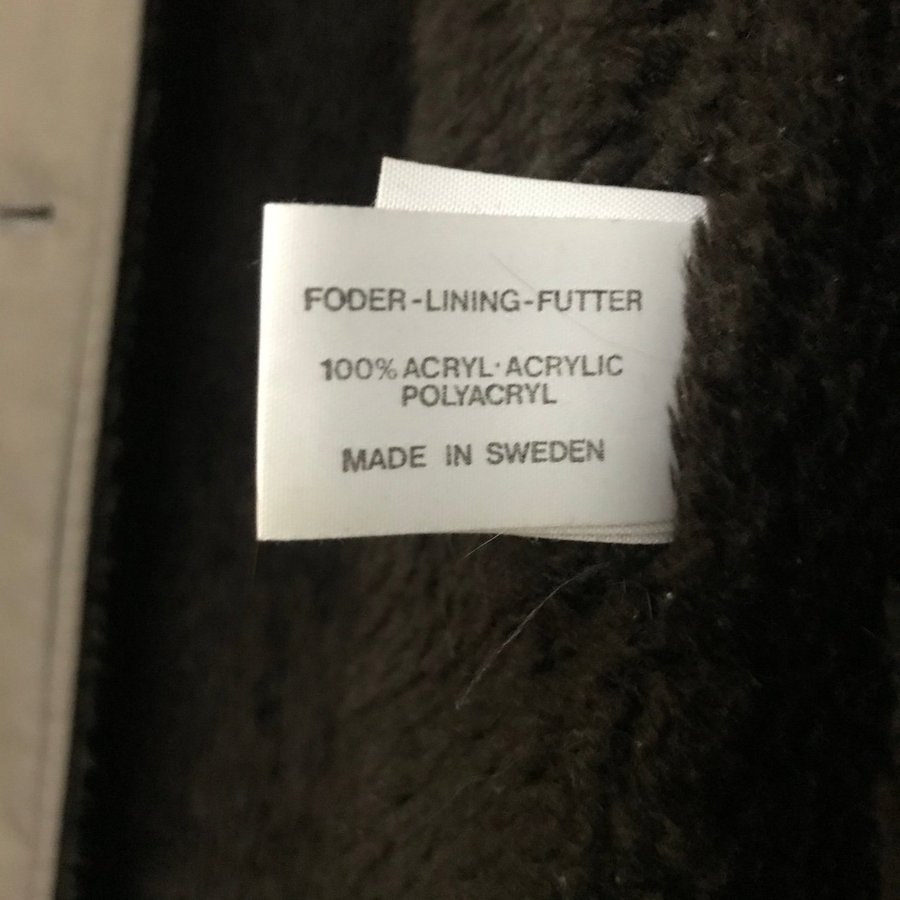 FODER-LINING-FUTTER
100% ACRYL·ACRYLIC
POLYACRYL
MADE IN SWEDEN